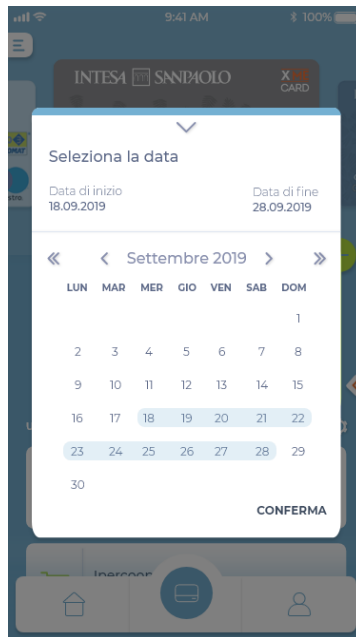 9:41 AM 100%
INTESA SANPAOLO X
CARD
Seleziona la data
Data di inizio Data di fine
18.09.2019 28.09.2019
Settembre 2019
LUN MAR MER GIO VEN SAB DOM
1
2 3 4 5 6 7 8
9 10 11 12 13 14 15
16 17 18 19 20 21 22
23 24 25 26 27 28 29
30
CONFERMA
Ipercoop